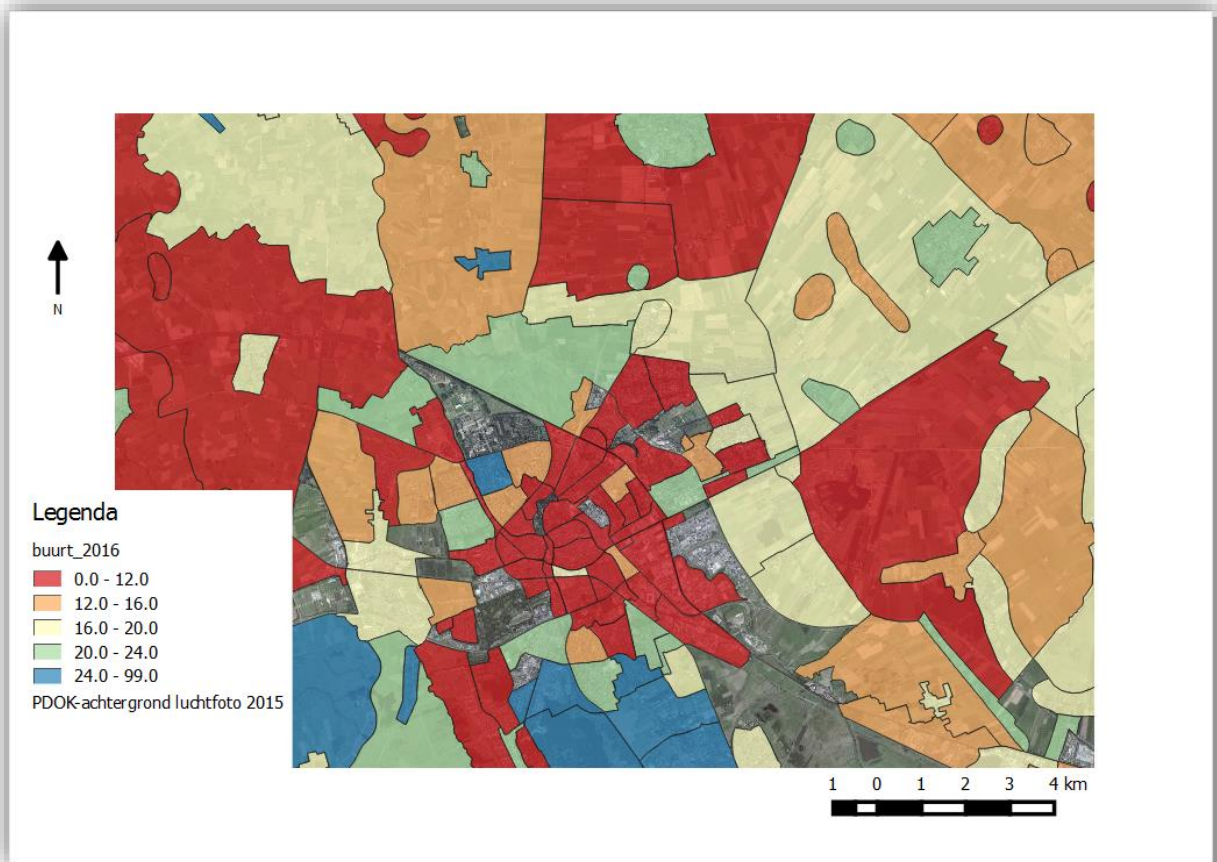 N
Legenda
buurt_2016
0.0 - 12.0
12.0 - 16.0
16.0 - 20.0
20.0 - 24.0
24.0 - 99.0
PDOK-achtergrond luchtfoto 2015
1 0 1 2 3 4 km